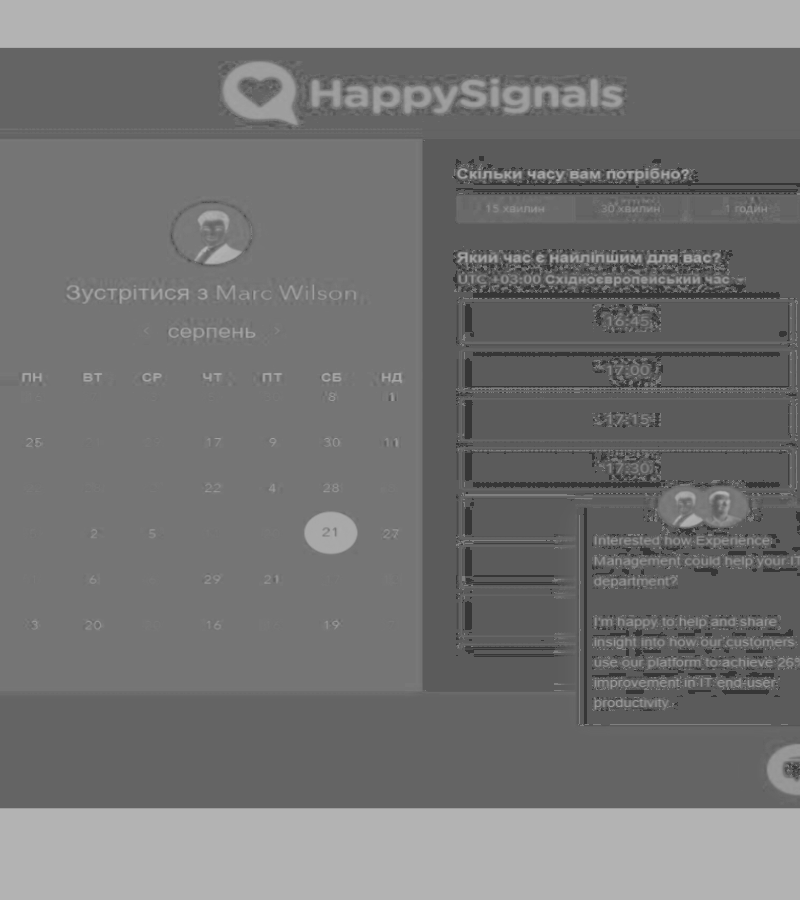 HappySignals
Зустрітися з Marc Wilson
серпень
ПН ВТ СР ЧТ ПТ СБ НД
8 1
25 17 9 30 11
22 4 28
2 5 21 27
6 29 21
3 20 16 19
Скільки часу вам потрібно?
15 хвилин 30 хвилин 1 годин
Який час є найліпшим для вас?
UTC +03:00 Східноєвропейський час
16:45
17:00
17:15
17:30
Interested how Experience
Management could help your IT
department?
I'm happy to help and share
insight into how our customers
use our platform to achieve 26%
improvement in IT end-user
productivity.